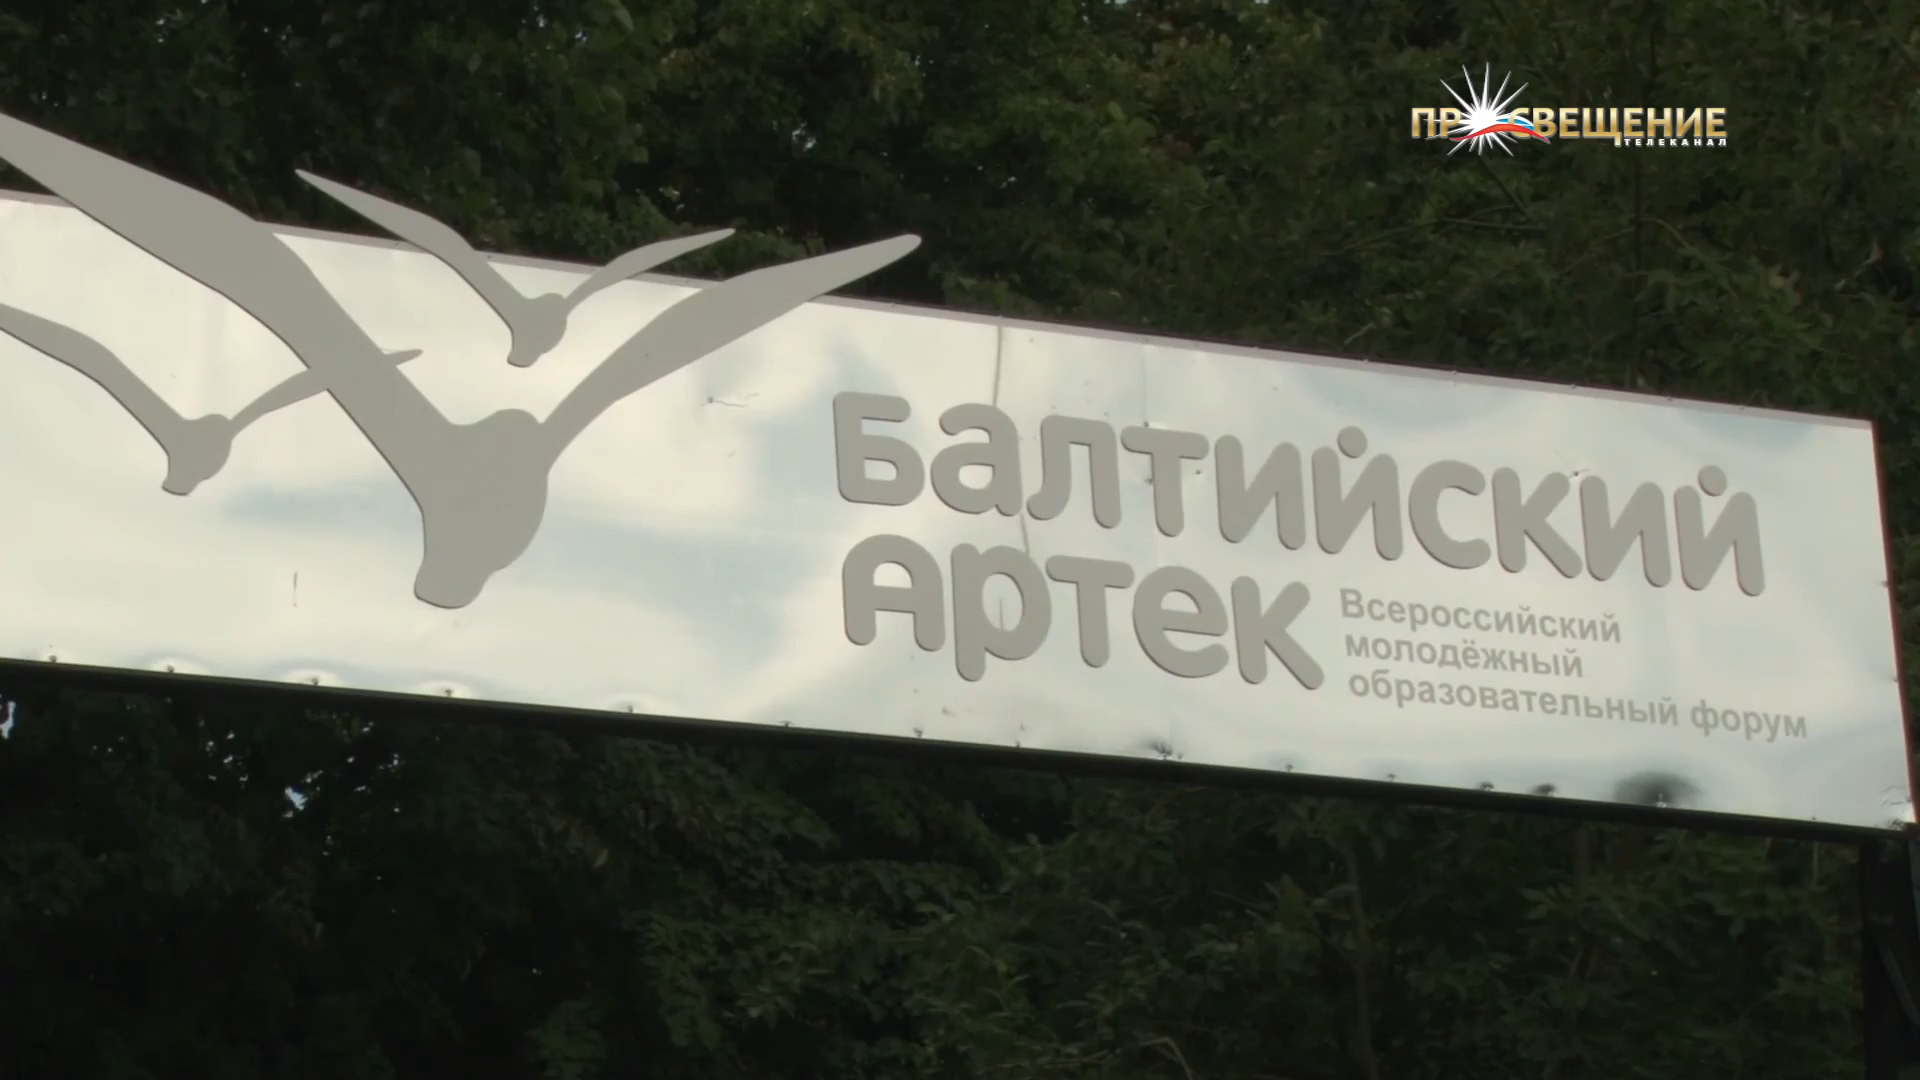 ПРОСВЕЩЕНИЕ
ТЕЛЕКАНАЛ
Балтийский
Артек
Всероссийский
молодёжный
образовательный форум